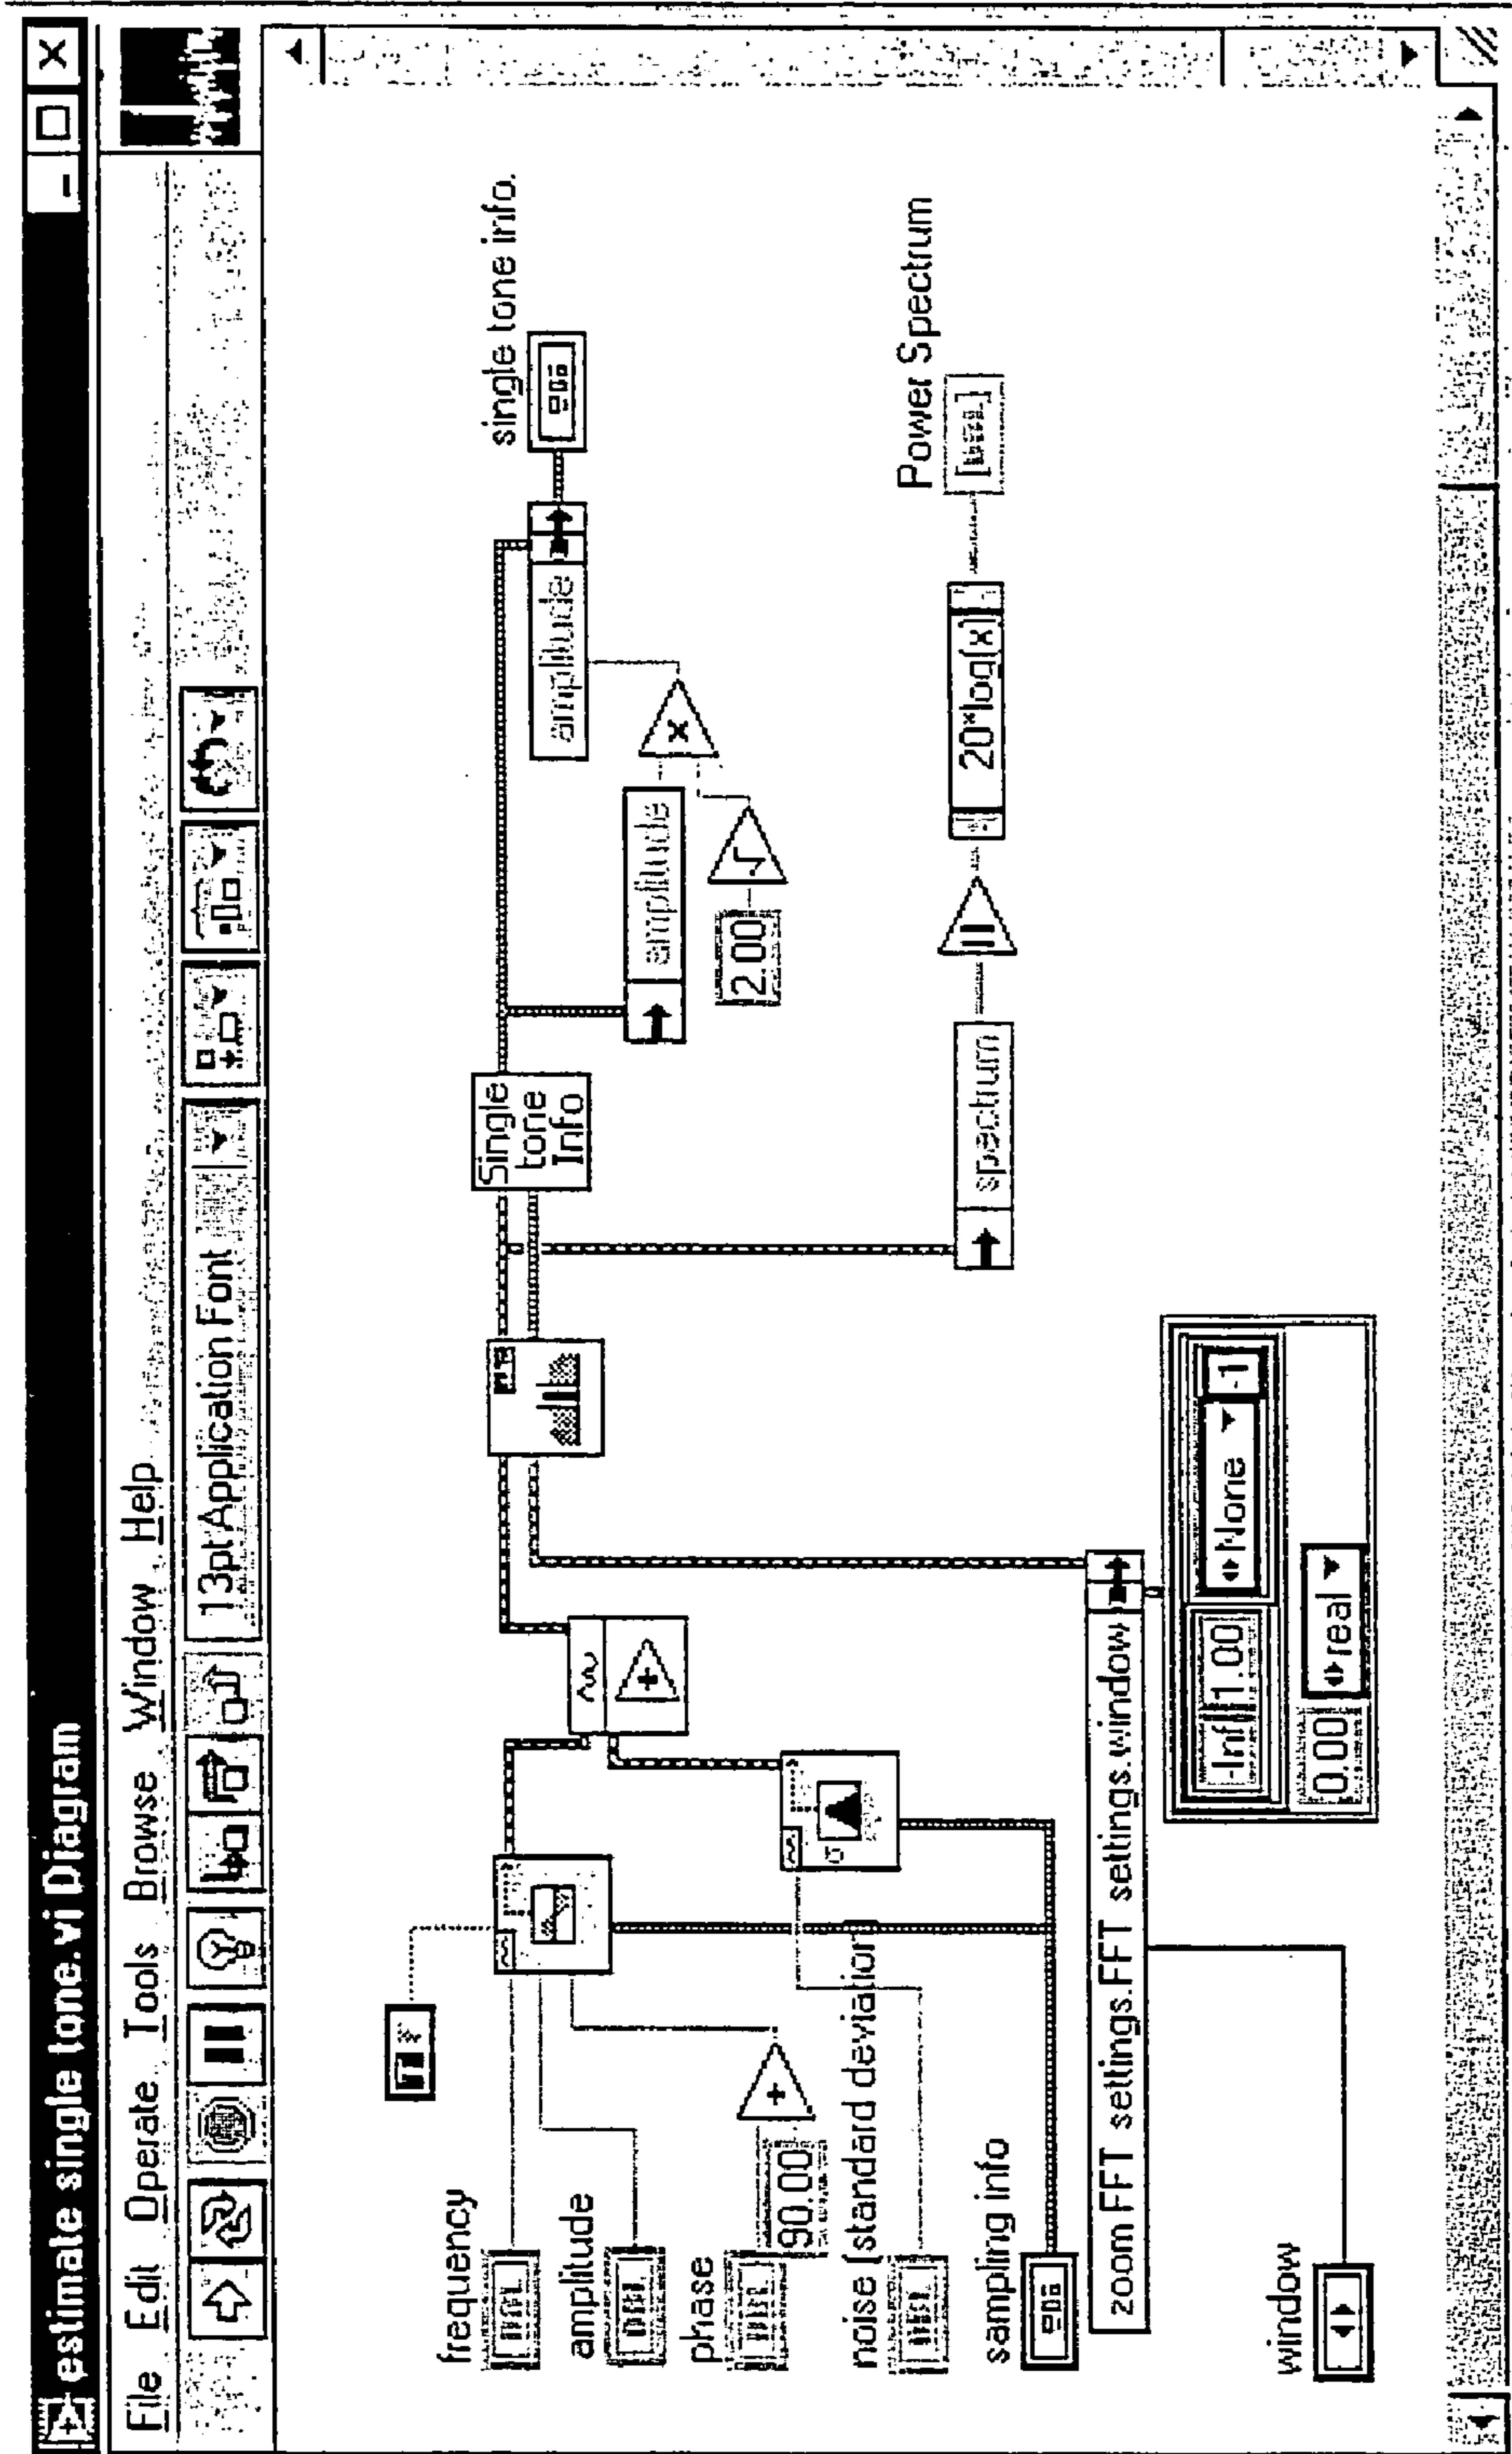 estimate single tone.vi Diagram
File Edit Operate Tools Browse Window Help
13pt Application Font
frequency
amplitude
phase
90.00
noise (standard deviation)
sampling info
zoom FFT settings.FFT settings.window
window
-Inf 1.00 None -1
0.00 real
Single
tone
Info
amplitude
2.00
amplitude
single tone info.
spectrum
20*log(x)
Power Spectrum